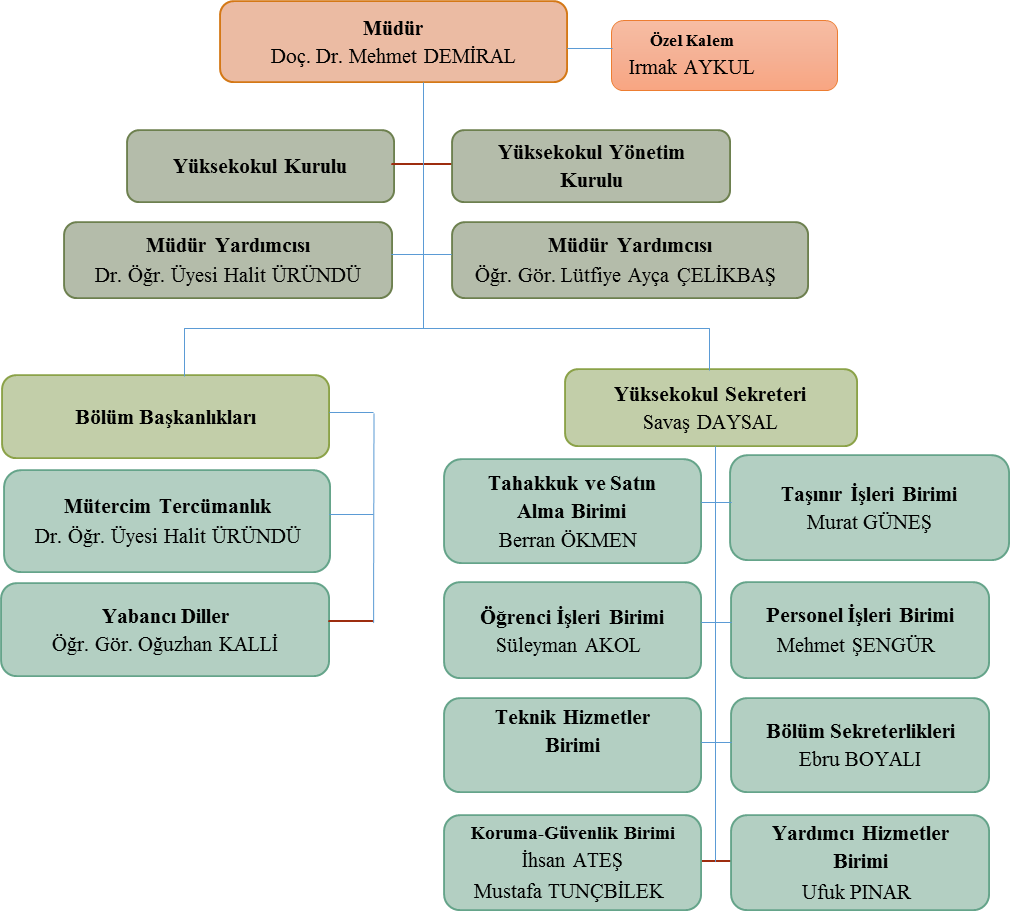 Müdür
Doç. Dr. Mehmet DEMİRAL
Özel Kalem
Irmak AYKUL
Yüksekokul Kurulu
Yüksekokul Yönetim
Kurulu
Müdür Yardımcısı
Dr. Öğr. Üyesi Halit ÜRÜNDÜ
Müdür Yardımcısı
Öğr. Gör. Lütfiye Ayça ÇELİKBAŞ
Bölüm Başkanlıkları
Mütercim Tercümanlık
Dr. Öğr. Üyesi Halit ÜRÜNDÜ
Yabancı Diller
Öğr. Gör. Oğuzhan KALLİ
Yüksekokul Sekreteri
Savaş DAYSAL
Tahakkuk ve Satın
Alma Birimi
Berran ÖKMEN
Taşınır İşleri Birimi
Murat GÜNEŞ
Öğrenci İşleri Birimi
Süleyman AKOL
Personel İşleri Birimi
Mehmet ŞENGÜR
Teknik Hizmetler
Birimi
Bölüm Sekreterlikleri
Ebru BOYALI
Koruma-Güvenlik Birimi
İhsan ATEŞ
Mustafa TUNÇBİLEK
Yardımcı Hizmetler
Birimi
Ufuk PINAR